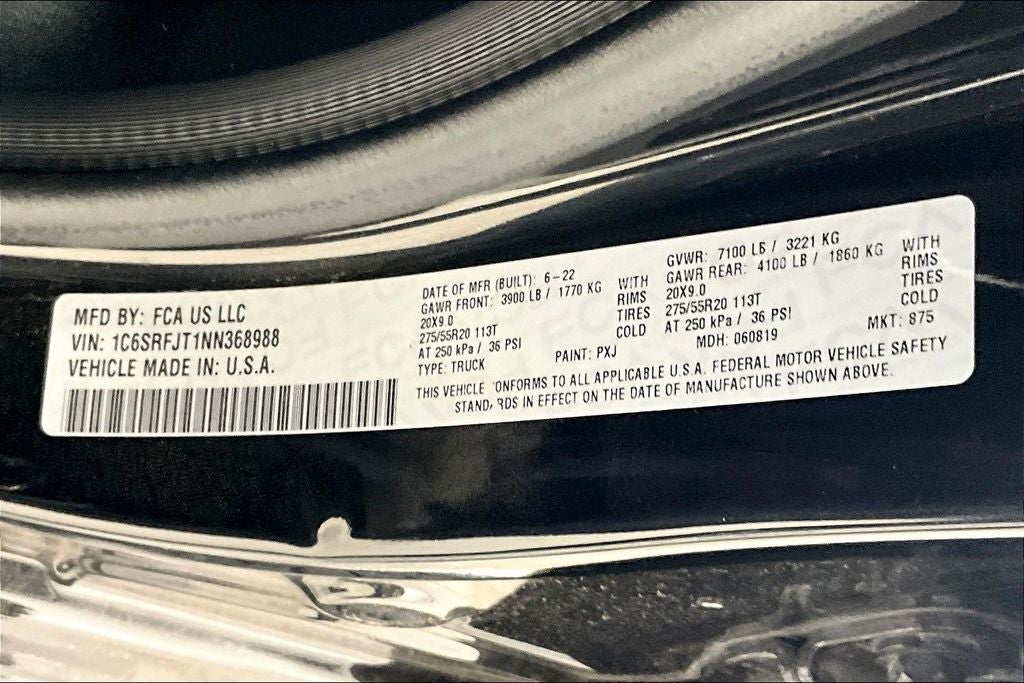 MFD BY: FCA US LLC
VIN: 1C6SRFJT1NN368988
VEHICLE MADE IN: U.S.A.
DATE OF MFR (BUILT): 6-22
GAWR FRONT: 3900 LB / 1770 KG WITH
20X9.0 RIMS
275/55R20 113T TIRES
AT 250 kPa / 36 PSI COLD
TYPE: TRUCK PAINT: PXJ
GVWR: 7100 LB / 3221 KG
GAWR REAR: 4100 LB / 1860 KG WITH
20X9.0 RIMS
275/55R20 113T TIRES
AT 250 kPa / 36 PSI COLD
MDH: 060819 MKT: 875
THIS VEHICLE ONFORMS TO ALL APPLICABLE U.S.A. FEDERAL MOTOR VEHICLE SAFETY
STAND RDS IN EFFECT ON THE DATE OF MANUFACTURE SHOWN ABOVE.